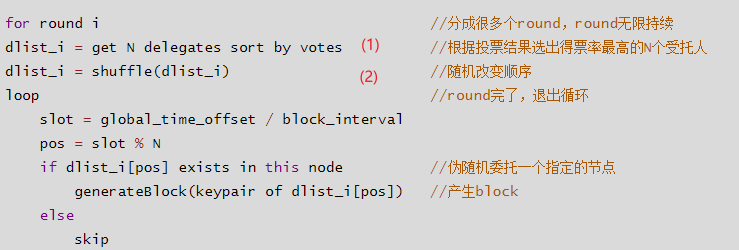 for round i //分成很多个round，round无限持续
dlist_i = get N delegates sort by votes (1) //根据投票结果选出得票率最高的N个受托人
dlist_i = shuffle(dlist_i) (2) //随机改变顺序
loop //round完了，退出循环
    slot = global_time_offset / block_interval
    pos = slot % N
    if dlist_i[pos] exists in this node //伪随机委托一个指定的节点
        generateBlock(keypair of dlist_i[pos]) //产生block
    else
        skip